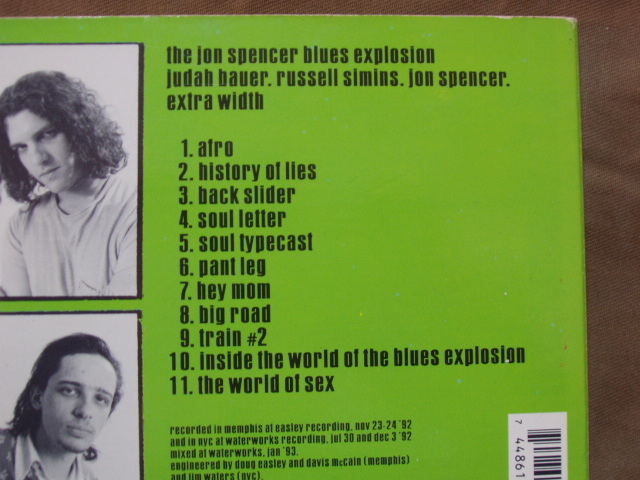 the jon spencer blues explosion
judah bauer. russell simins. jon spencer.
extra width
1. afro
2. history of lies
3. back slider
4. soul letter
5. soul typecast
6. pant leg
7. hey mom
8. big road
9. train #2
10. inside the world of the blues explosion
11. the world of sex
recorded in memphis at easley recording, nov 23-24 '92
and in nyc at waterworks recording, jul 30 and dec 3 '92
mixed at waterworks, jan '93.
engineered by doug easley and davis mccain (memphis)
and jim waters (nyc).
7 44861